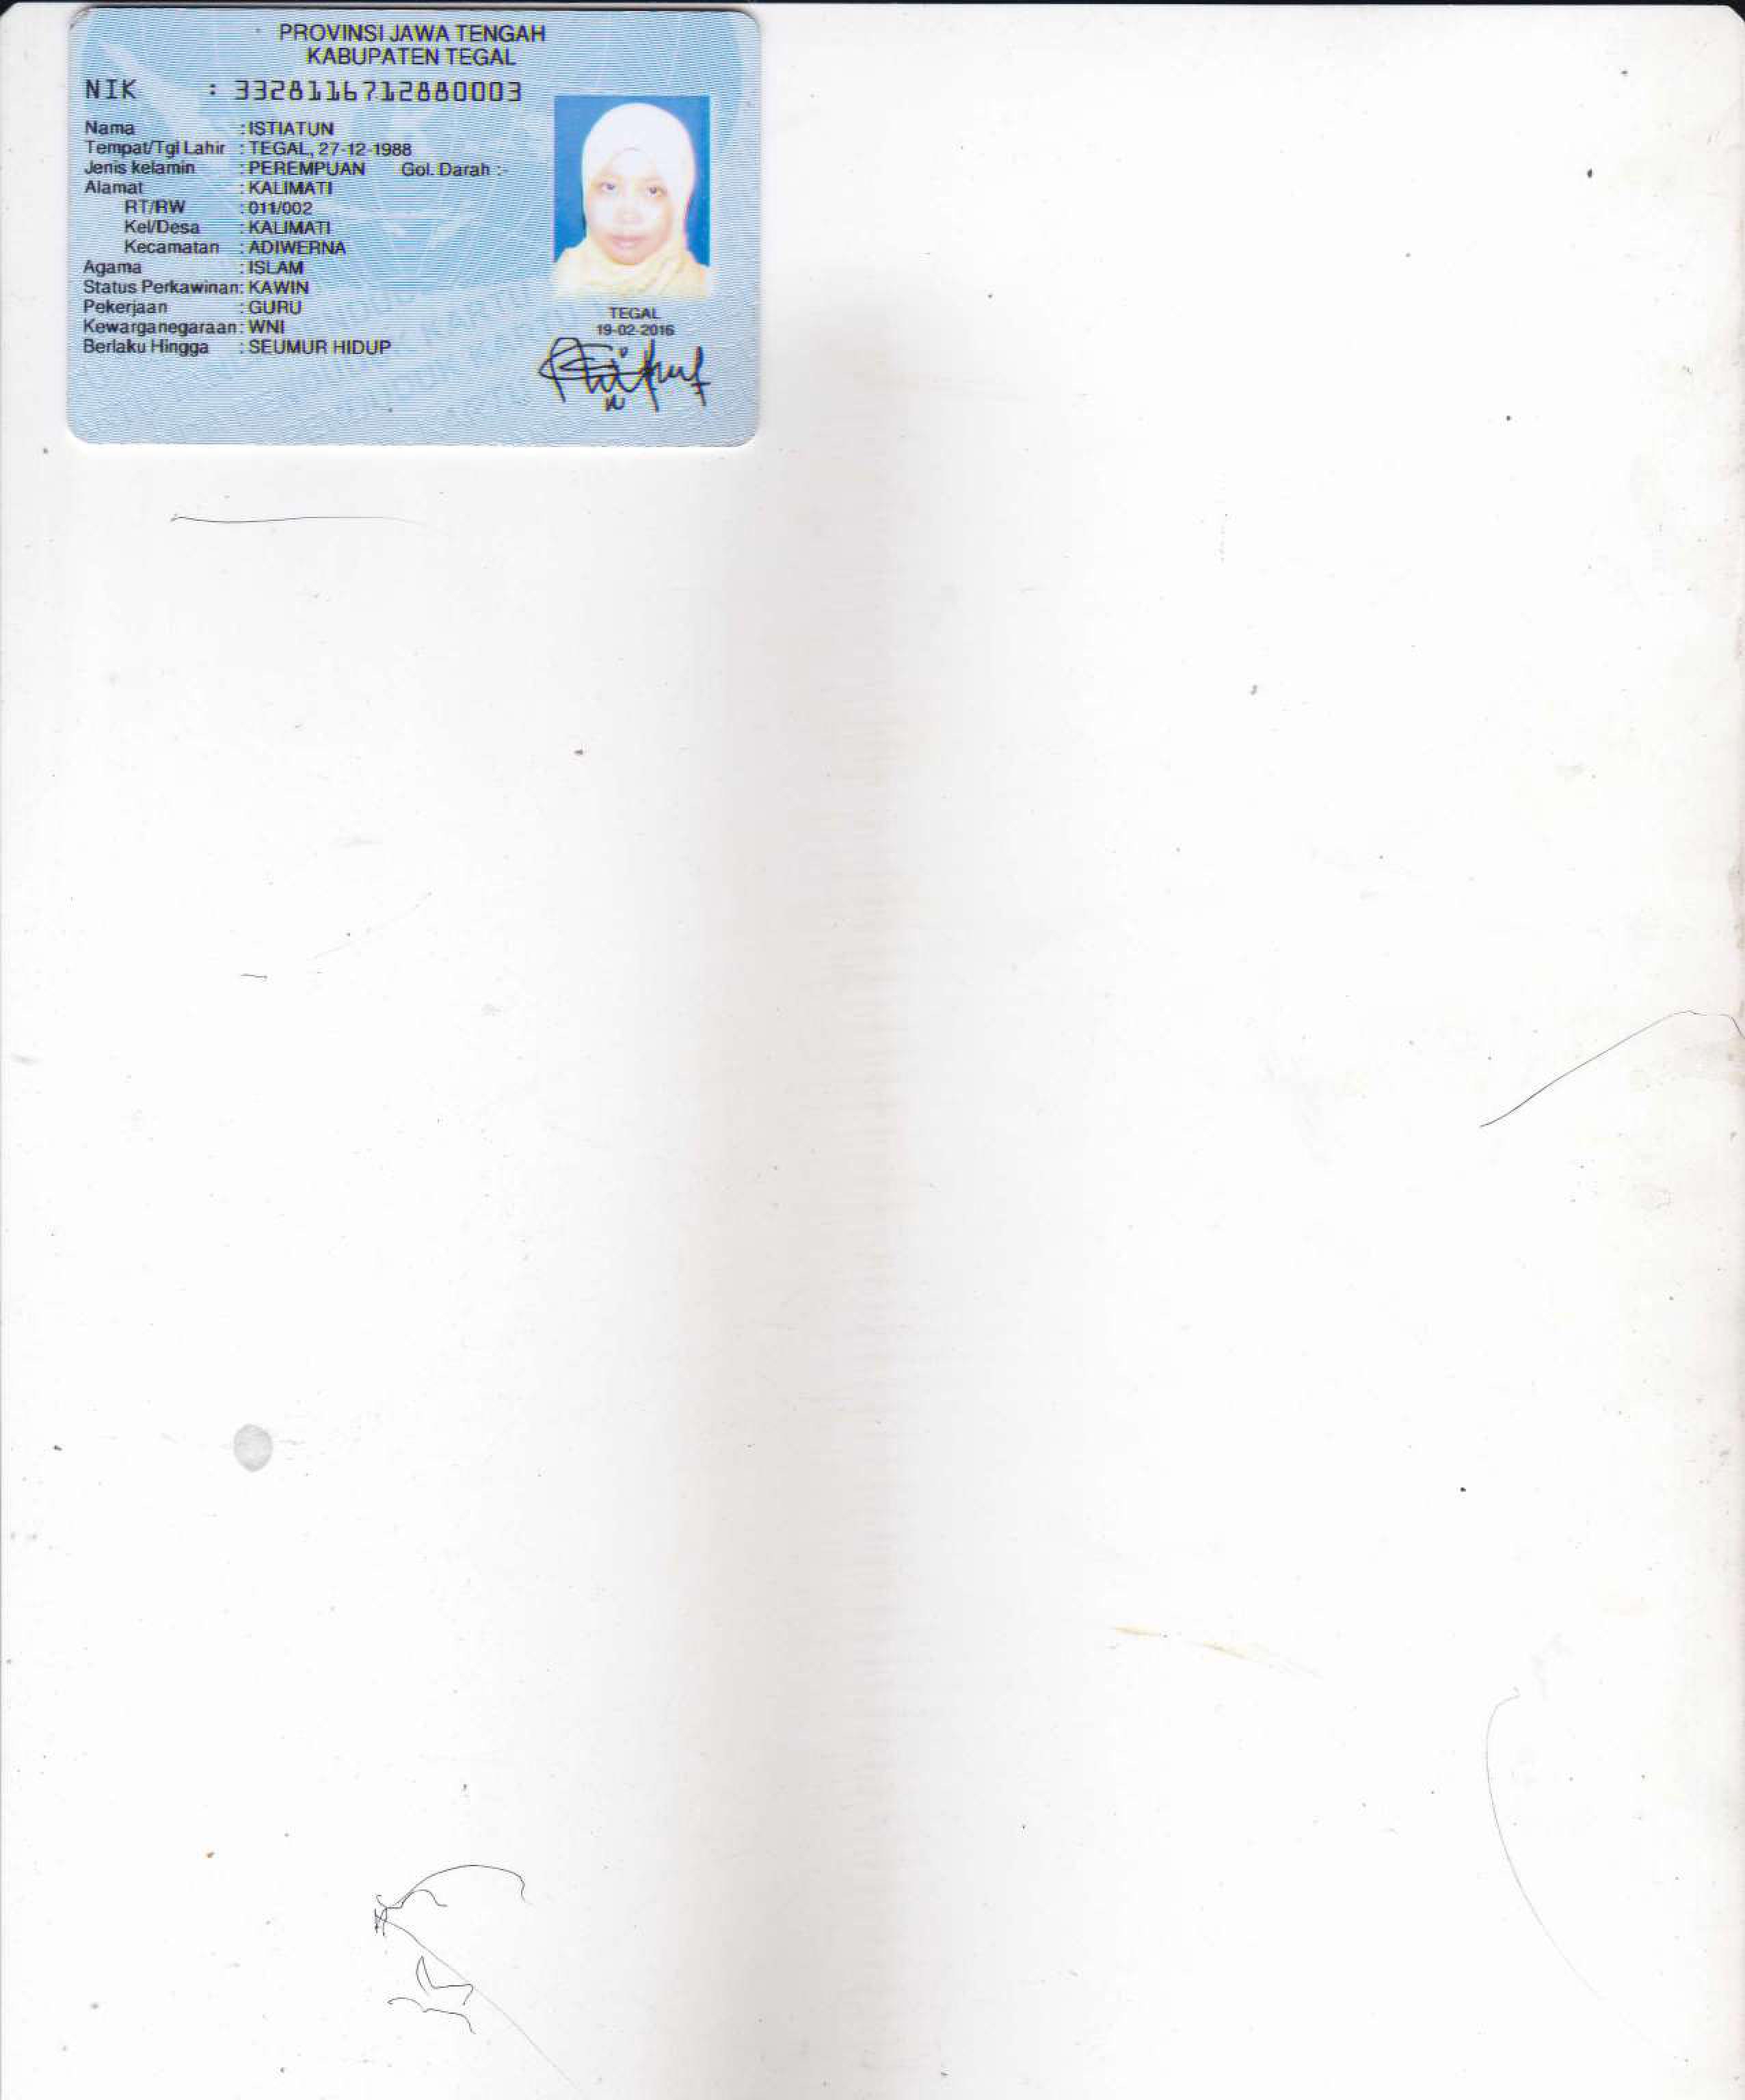 PROVINSI JAWA TENGAH
KABUPATEN TEGAL
NIK : 3328116712880003
Nama : ISTIATUN
Tempat/Tgl Lahir : TEGAL, 27-12-1988
Jenis kelamin : PEREMPUAN Gol. Darah :-
Alamat : KALIMATI
RT/RW : 011/002
Kel/Desa : KALIMATI
Kecamatan : ADIWERNA
Agama : ISLAM
Status Perkawinan: KAWIN
Pekerjaan : GURU
Kewarganegaraan: WNI
Berlaku Hingga : SEUMUR HIDUP
TEGAL
19-02-2016